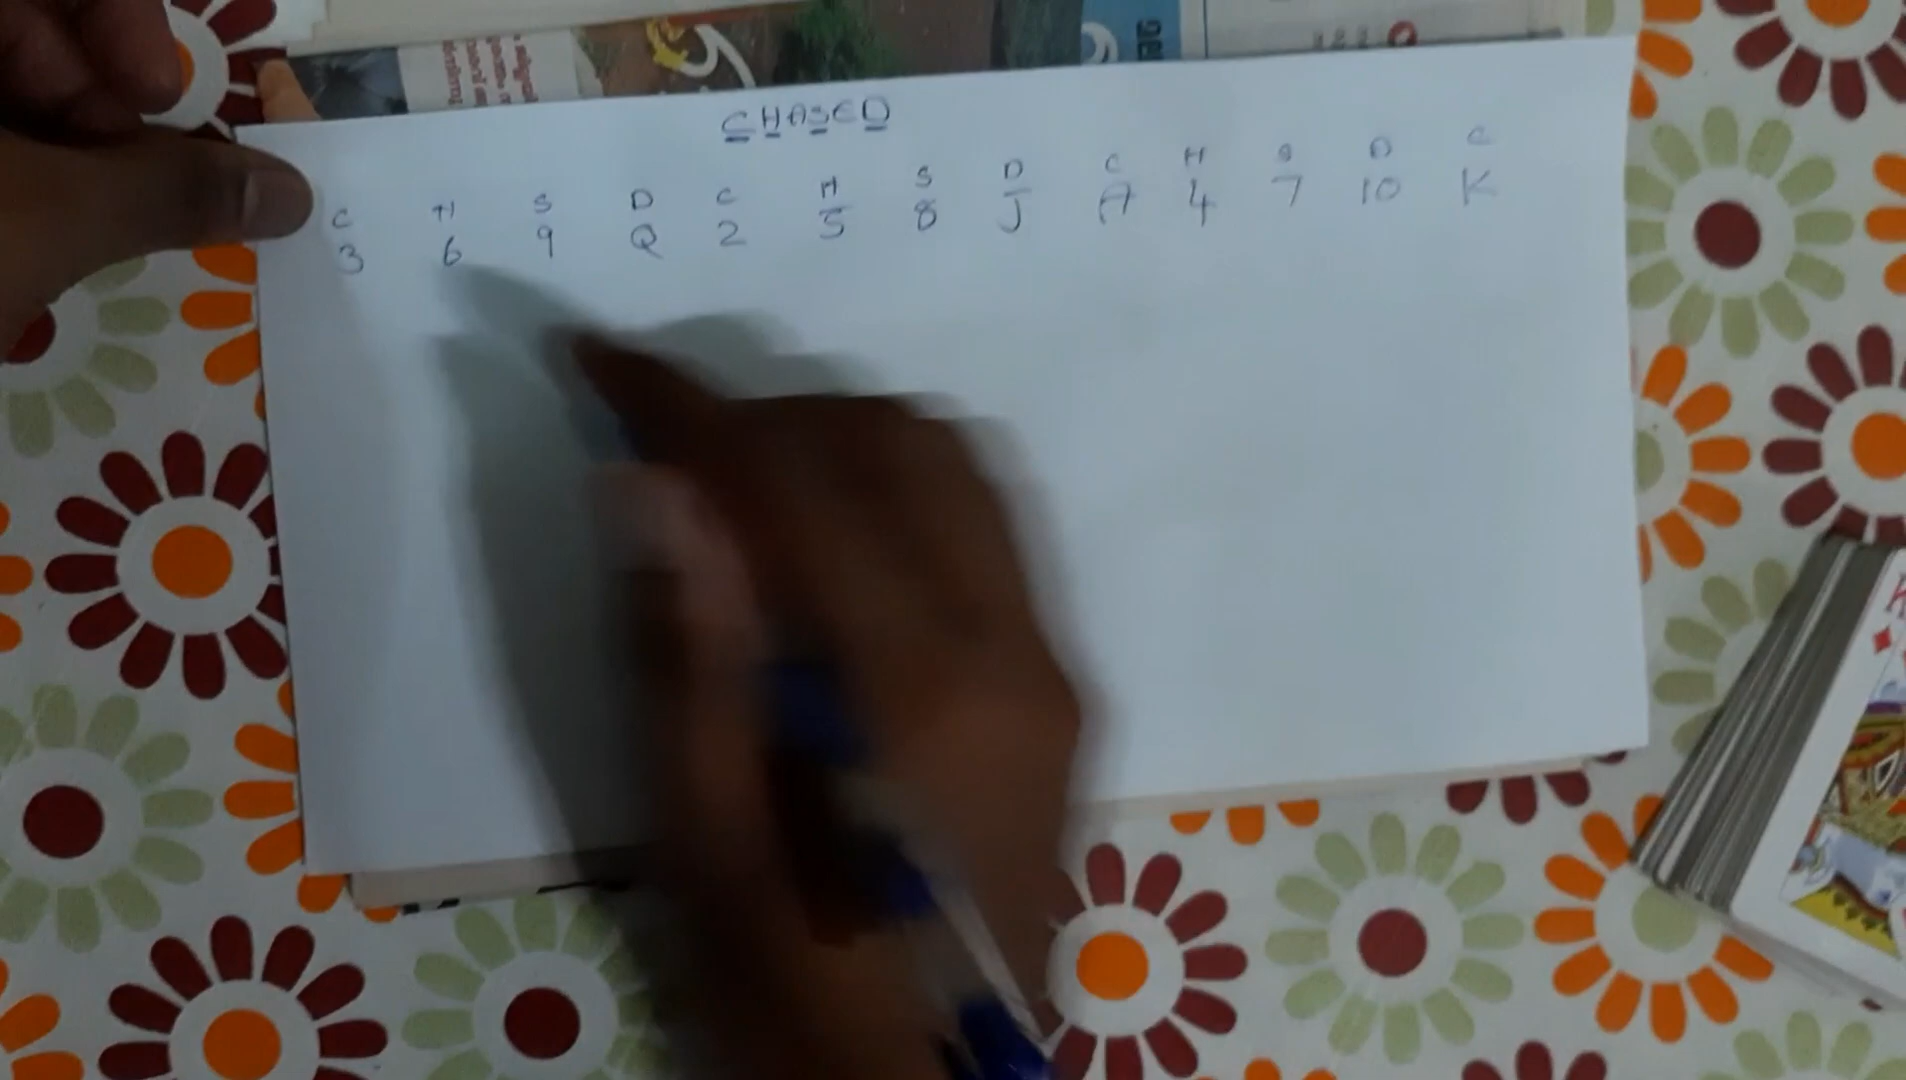 CHASED
C H S D C H S D C H S D C
3 6 9 Q 2 5 8 J A 4 7 10 K